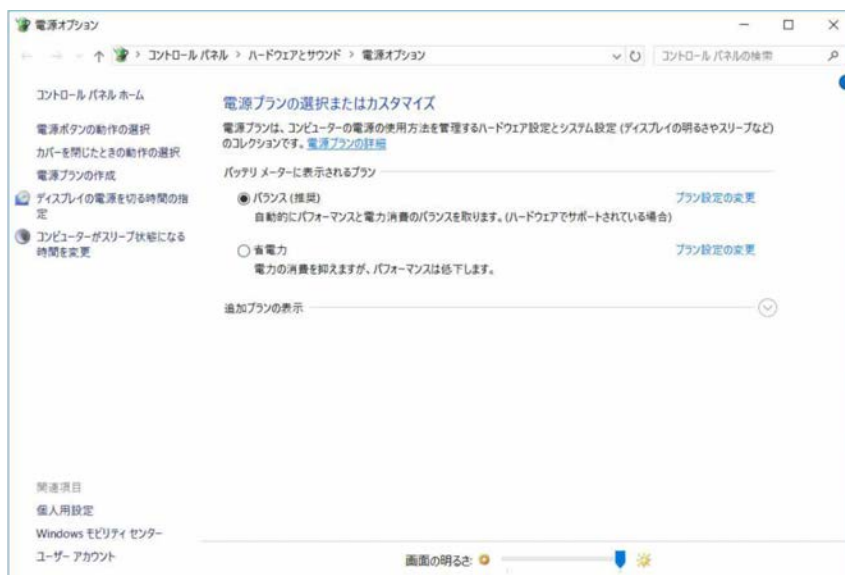 電源オプション
コントロール パネル > ハードウェアとサウンド > 電源オプション
コントロール パネルの検索
コントロール パネル ホーム
電源ボタンの動作の選択
カバーを閉じたときの動作の選択
電源プランの作成
ディスプレイの電源を切る時間の指
定
コンピューターがスリープ状態になる
時間を変更
電源プランの選択またはカスタマイズ
電源プランは、コンピューターの電源の使用方法を管理するハードウェア設定とシステム設定 (ディスプレイの明るさやスリープなど)
のコレクションです。電源プランの詳細
バッテリ メーターに表示されるプラン
バランス (推奨) プラン設定の変更
自動的にパフォーマンスと電力消費のバランスを取ります。(ハードウェアでサポートされている場合)
省電力 プラン設定の変更
電力の消費を抑えますが、パフォーマンスは低下します。
追加プランの表示
関連項目
個人用設定
Windows モビリティ センター
ユーザー アカウント
画面の明るさ: